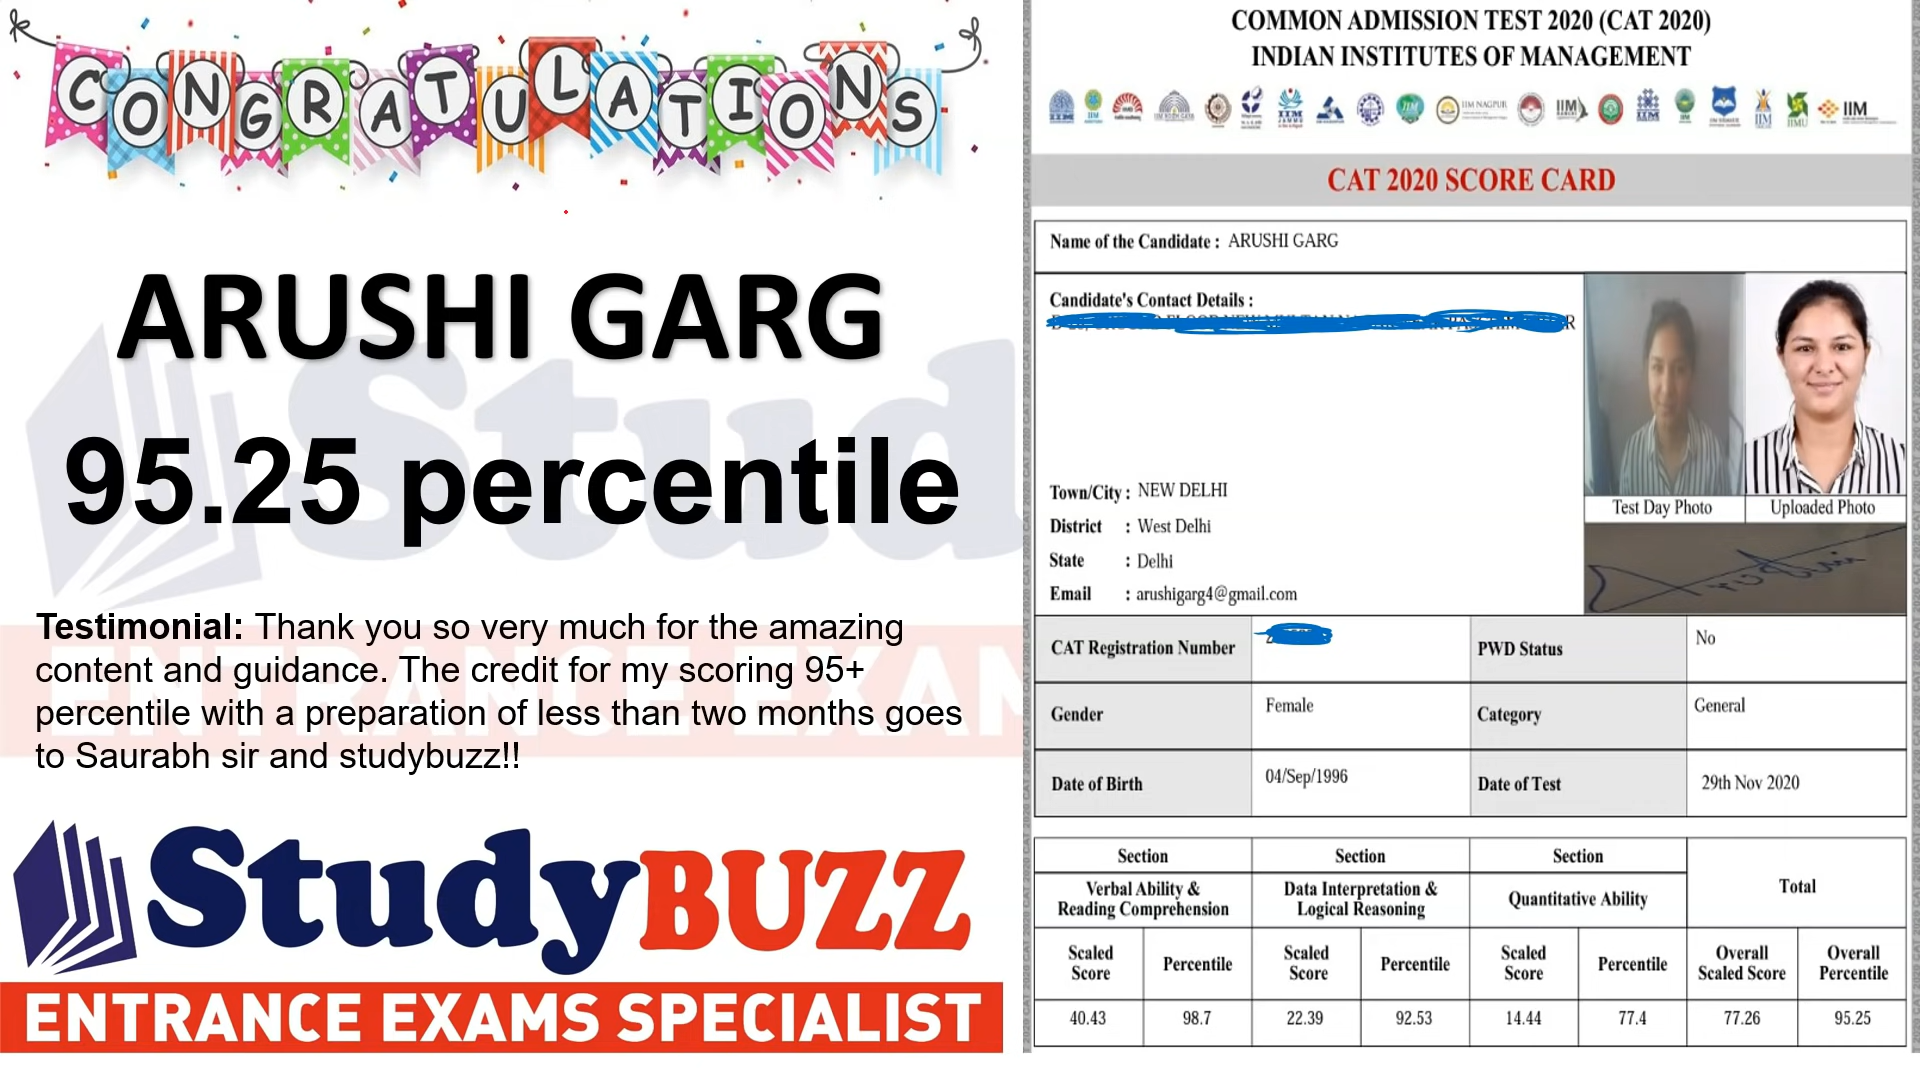 CONGRATULATIONS
ARUSHI GARG
95.25 percentile
Testimonial: Thank you so very much for the amazing
content and guidance. The credit for my scoring 95+
percentile with a preparation of less than two months goes
to Saurabh sir and studybuzz!!
StudyBUZZ
ENTRANCE EXAMS SPECIALIST
COMMON ADMISSION TEST 2020 (CAT 2020)
INDIAN INSTITUTES OF MANAGEMENT
IIM NAGPUR
IIM
CAT 2020 SCORE CARD
Name of the Candidate : ARUSHI GARG
Candidate's Contact Details :
Town/City : NEW DELHI
District : West Delhi
State : Delhi
Email : arushigarg4@gmail.com
Test Day Photo Uploaded Photo
CAT Registration Number PWD Status No
Gender Female Category General
Date of Birth 04/Sep/1996 Date of Test 29th Nov 2020
Section Section Section Total
Verbal Ability & Data Interpretation & Quantitative Ability
Reading Comprehension Logical Reasoning
Scaled Score Percentile Scaled Score Percentile Scaled Score Percentile Overall Scaled Score Overall Percentile
40.43 98.7 22.39 92.53 14.44 77.4 77.26 95.25